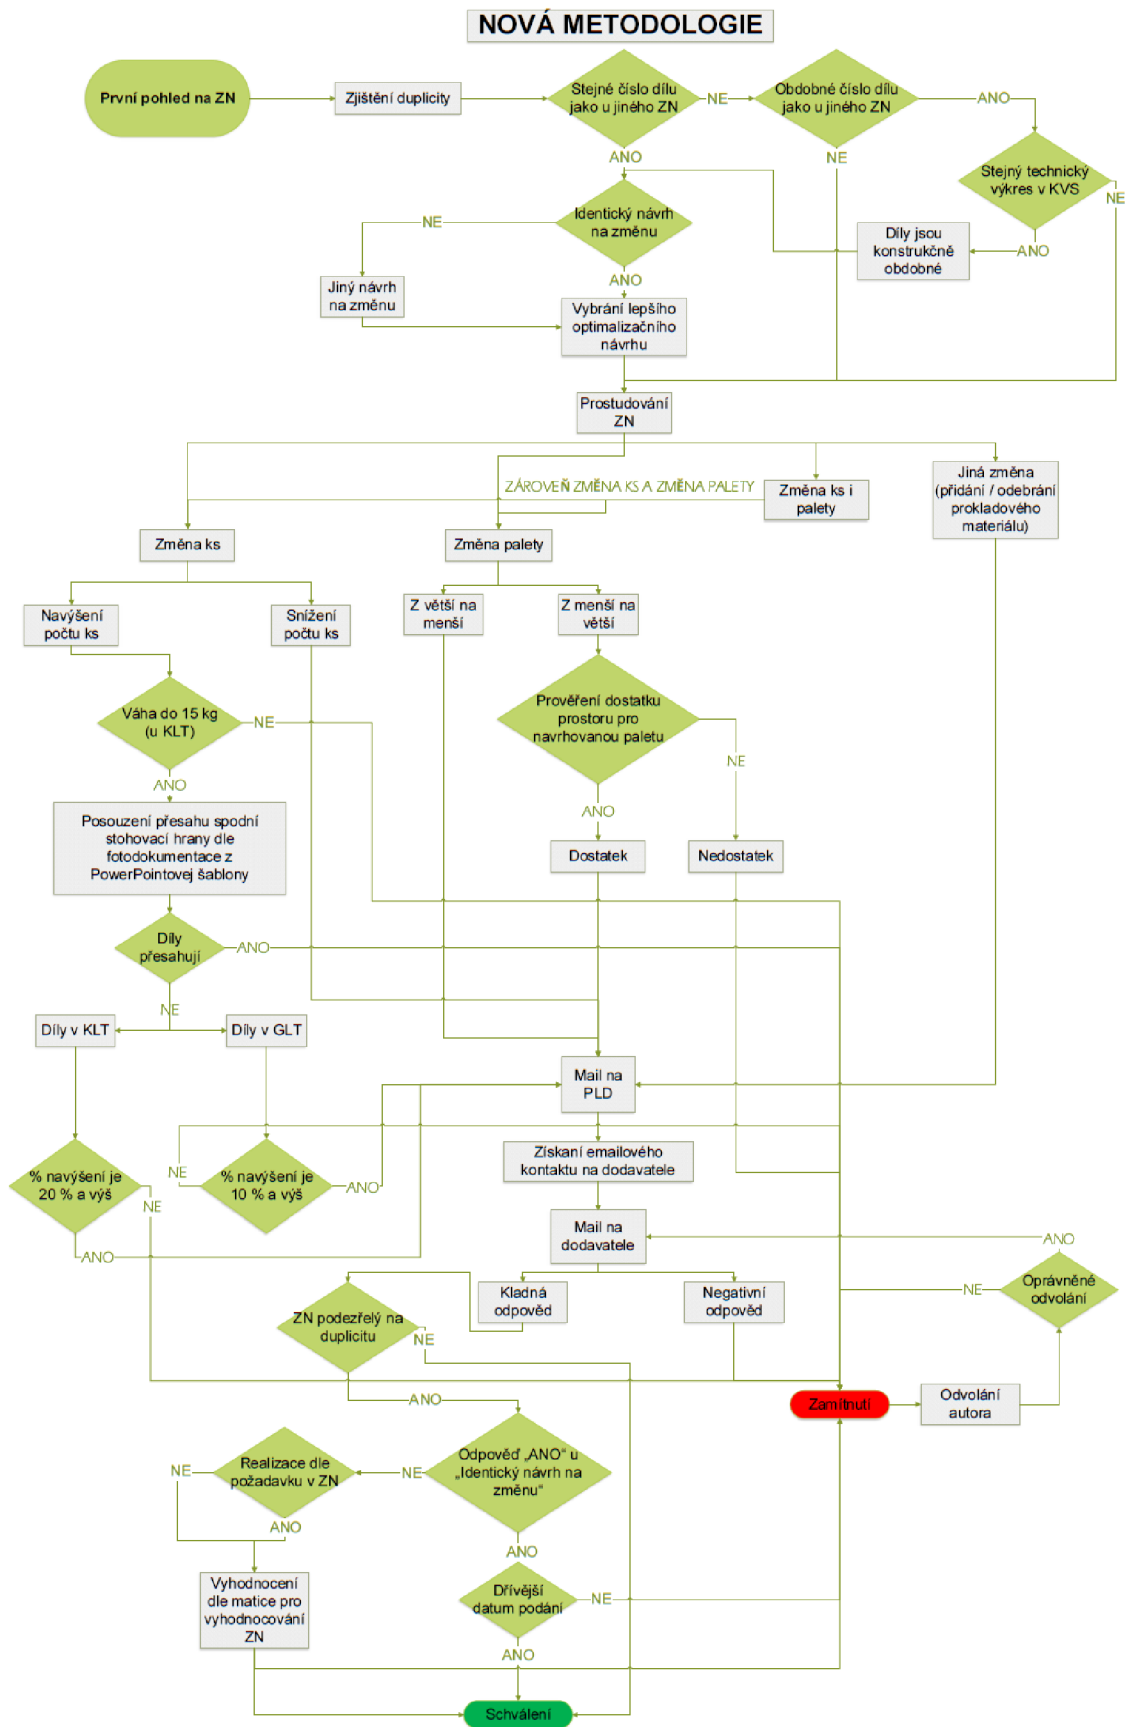 NOVÁ METODOLOGIE
První pohled na ZN
Zjištění duplicity
Stejné číslo dílu
jako u jiného ZN
NE
Obdobné číslo dílu
jako u jiného ZN
ANO
ANO
NE
Stejný technický
výkres v KVS
NE
Identický návrh
na změnu
NE
Díly jsou
konstrukčně
obdobné
ANO
ANO
Jiný návrh
na změnu
Vybrání lepšího
optimalizačního
návrhu
Prostudování
ZN
ZÁROVEŇ ZMĚNA KS A ZMĚNA PALETY
Změna ks i
palety
Jiná změna
(přidání / odebrání
prokladového
materiálu)
Změna ks
Změna palety
Navýšení
počtu ks
Snížení
počtu ks
Z větší na
menší
Z menší na
větší
Váha do 15 kg
(u KLT)
NE
Prověření dostatku
prostoru pro
navrhovanou paletu
NE
ANO
ANO
Posouzení přesahu spodní
stohovací hrany dle
fotodokumentace z
PowerPointovej šablony
Dostatek
Nedostatek
Díly
přesahují
ANO
NE
Díly v KLT
Díly v GLT
Mail na
PLD
Získaní emailového
kontaktu na dodavatele
% navýšení je
20 % a výš
NE
NE
% navýšení je
10 % a výš
ANO
ANO
Mail na
dodavatele
ANO
Kladná
odpověd
Negativní
odpověd
NE
Oprávněné
odvolání
ZN podezřelý na
duplicitu
NE
ANO
Zamítnutí
Odvolání
autora
Realizace dle
požadavku v ZN
NE
NE
Odpověď „ANO“ u
„Identický návrh na
změnu“
ANO
ANO
Vyhodnocení
dle matice pro
vyhodnocování
ZN
Dřívější
datum podání
NE
ANO
Schválení